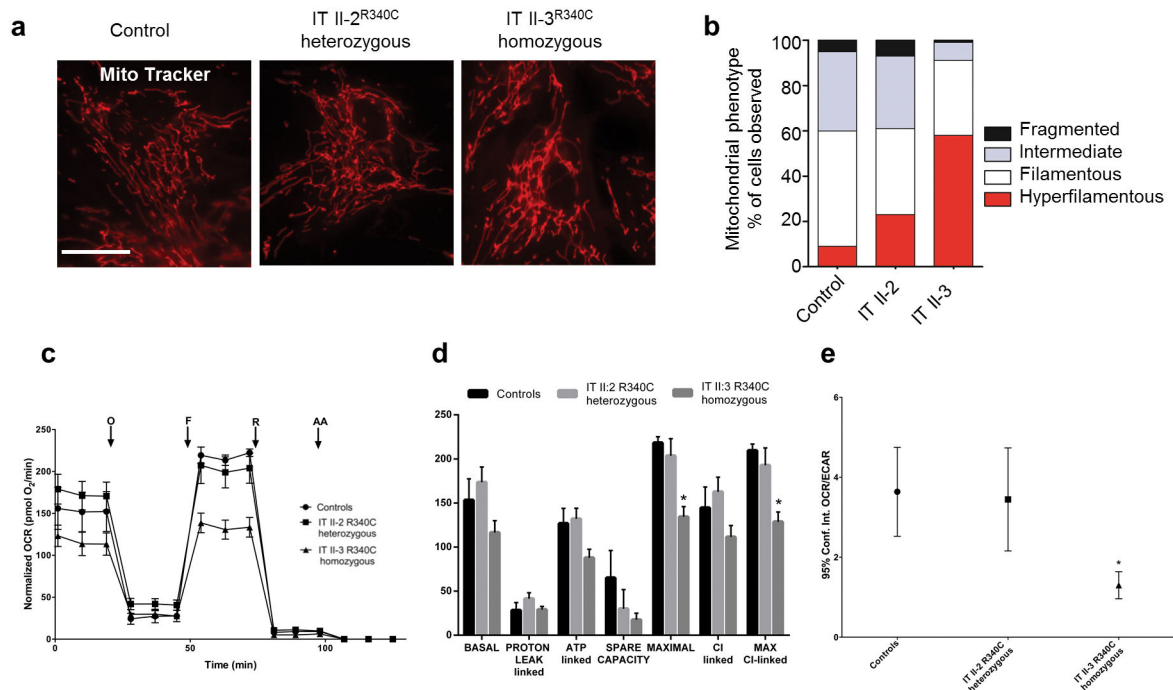 a
Control
IT II-2R340C
heterozygous
IT II-3R340C
homozygous
Mito Tracker
b
Mitochondrial phenotype
% of cells observed
100
80
60
40
20
0
Control
IT II-2
IT II-3
Fragmented
Intermediate
Filamentous
Hyperfilamentous
c
Normalized OCR (pmol O2/min)
250
200
150
100
50
0
O
F
R
AA
Controls
IT II-2 R340C
heterozygous
IT II-3 R340C
homozygous
0
50
100
Time (min)
d
Controls
IT II:2 R340C
heterozygous
IT II:3 R340C
homozygous
250
200
150
100
50
0
*
*
BASAL
PROTON
LEAK
linked
ATP
linked
SPARE
CAPACITY
MAXIMAL
CI
linked
MAX
CI-linked
e
95% Conf. Int. OCR/ECAR
6
4
2
0
*
Controls
IT II-2 R340C
heterozygous
IT II-3 R340C
homozygous